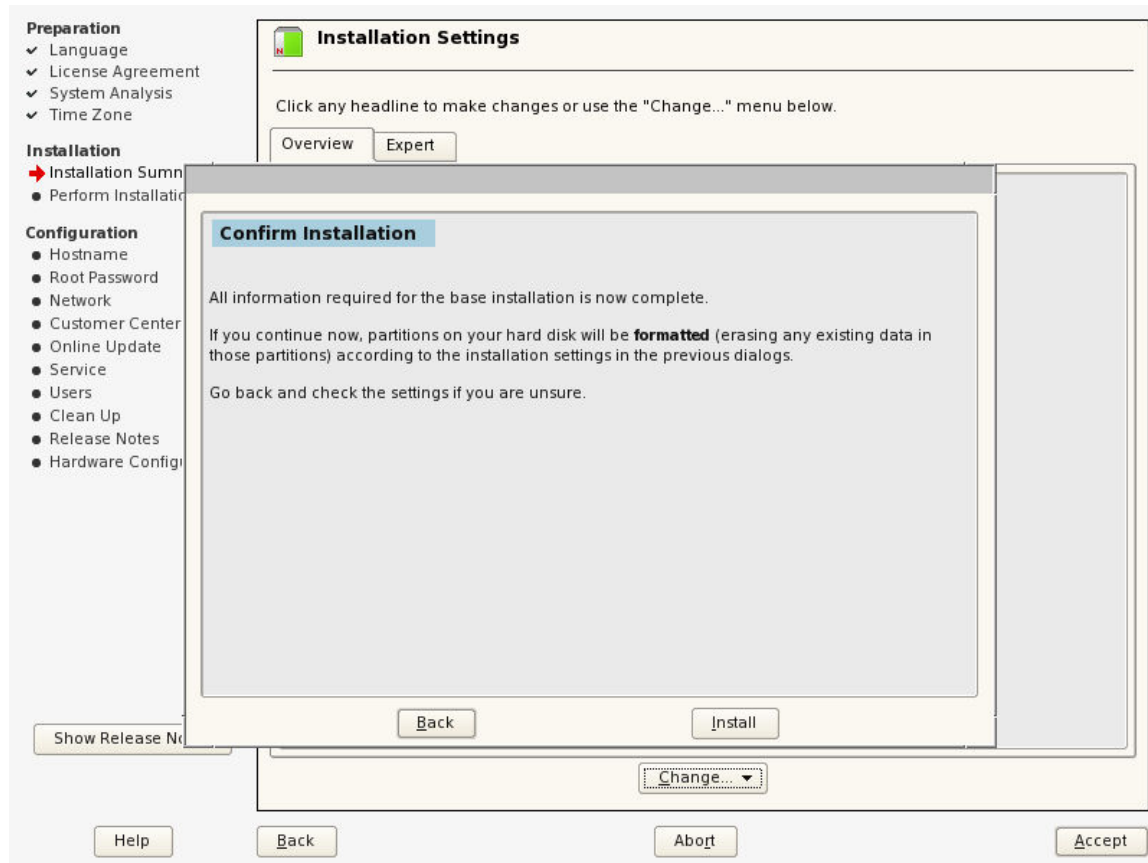 Preparation
Language
License Agreement
System Analysis
Time Zone
Installation
Installation Summ
Perform Installatio
Configuration
Hostname
Root Password
Network
Customer Center
Online Update
Service
Users
Clean Up
Release Notes
Hardware Config
Show Release N
Help
N
Installation Settings
Click any headline to make changes or use the "Change..." menu below.
Overview
Expert
Confirm Installation
All information required for the base installation is now complete.
If you continue now, partitions on your hard disk will be formatted (erasing any existing data in
those partitions) according to the installation settings in the previous dialogs.
Go back and check the settings if you are unsure.
Back
Install
Change...
Back
Abort
Accept